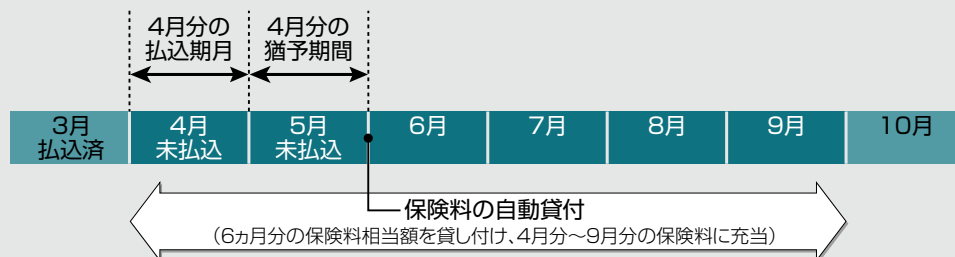 4月分の
払込期月
4月分の
猶予期間
3月
払込済
4月
未払込
5月
未払込
6月
7月
8月
9月
10月
保険料の自動貸付
（6ヵ月分の保険料相当額を貸し付け、4月分～9月分の保険料に充当）